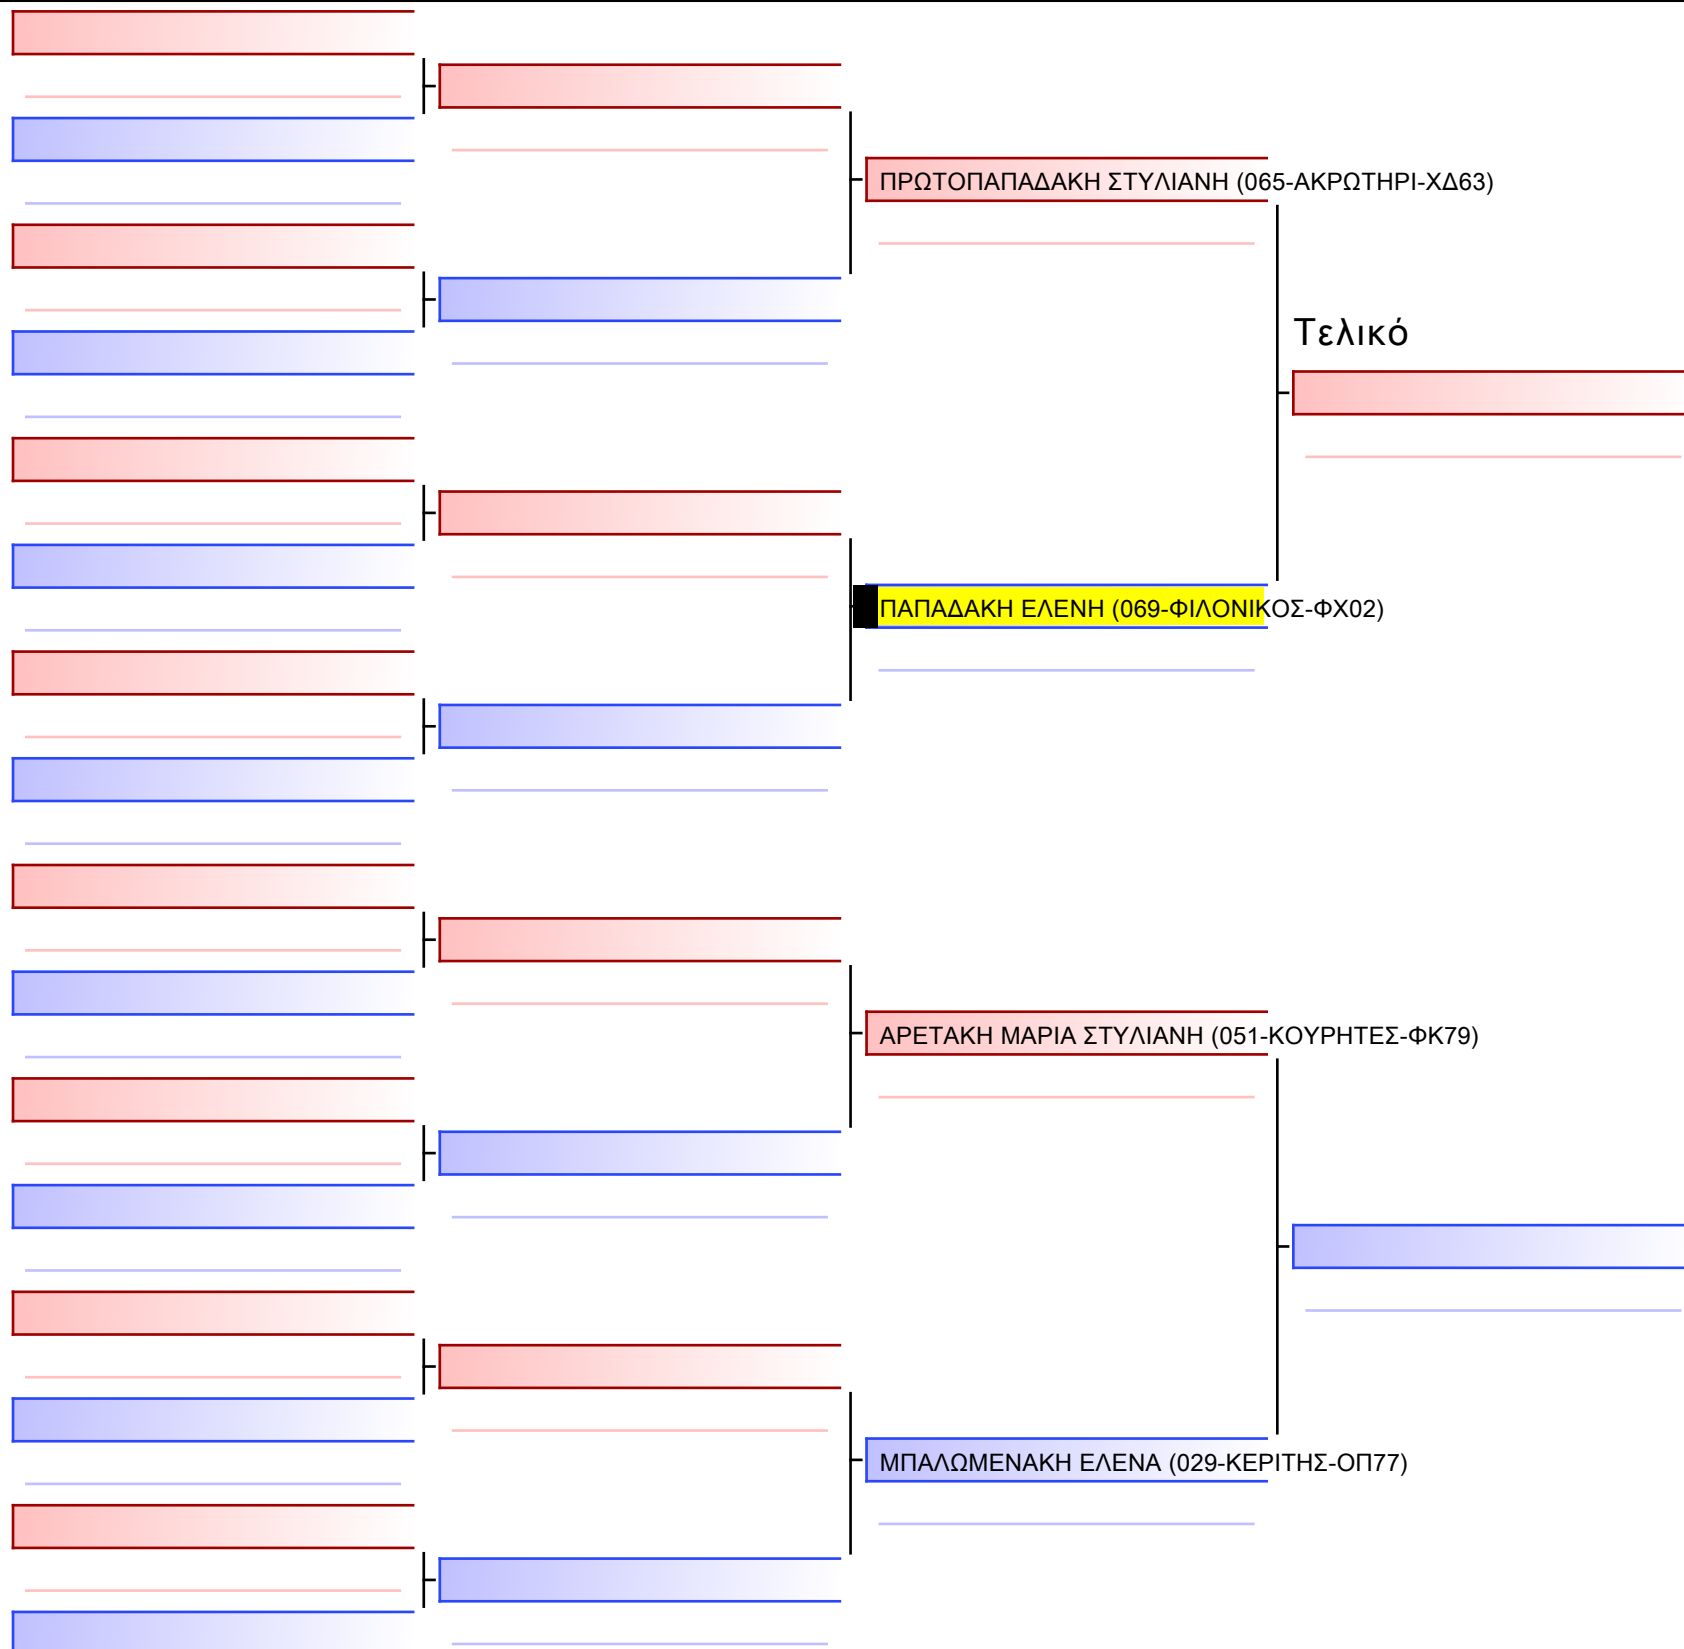 ΠΡΩΤΟΠΑΠΑΔΑΚΗ ΣΤΥΛΙΑΝΗ (065-ΑΚΡΩΤΗΡΙ-ΧΔ63)
Τελικό
ΠΑΠΑΔΑΚΗ ΕΛΕΝΗ (069-ΦΙΛΟΝΙΚΟΣ-ΦΧ02)
ΑΡΕΤΑΚΗ ΜΑΡΙΑ ΣΤΥΛΙΑΝΗ (051-ΚΟΥΡΗΤΕΣ-ΦΚ79)
ΜΠΑΛΩΜΕΝΑΚΗ ΕΛΕΝΑ (029-ΚΕΡΙΤΗΣ-ΟΠ77)